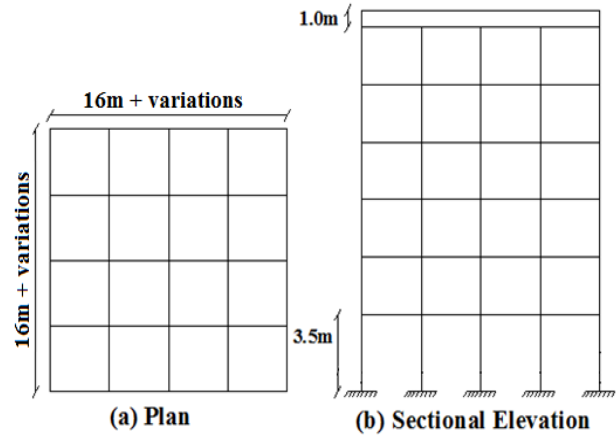 1.0m
16m + variations
16m + variations
3.5m
(a) Plan
(b) Sectional Elevation